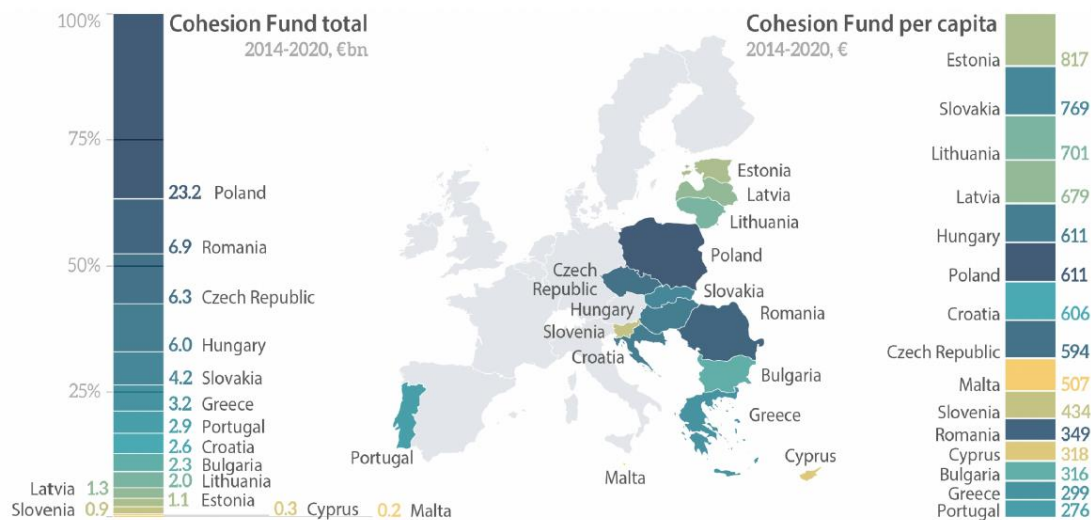 100%
75%
50%
25%
Cohesion Fund total
2014-2020, €bn
23.2 Poland
6.9 Romania
6.3 Czech Republic
6.0 Hungary
4.2 Slovakia
3.2 Greece
2.9 Portugal
2.6 Croatia
2.3 Bulgaria
2.0 Lithuania
Latvia 1.3
1.1 Estonia
Slovenia 0.9
0.3 Cyprus
0.2 Malta
Estonia
Latvia
Lithuania
Poland
Czech
Republic
Slovakia
Hungary
Romania
Slovenia
Croatia
Bulgaria
Greece
Portugal
Malta
Cyprus
Cohesion Fund per capita
2014-2020, €
Estonia 817
Slovakia 769
Lithuania 701
Latvia 679
Hungary 611
Poland 611
Croatia 606
Czech Republic 594
Malta 507
Slovenia 434
Romania 349
Cyprus 318
Bulgaria 316
Greece 299
Portugal 276